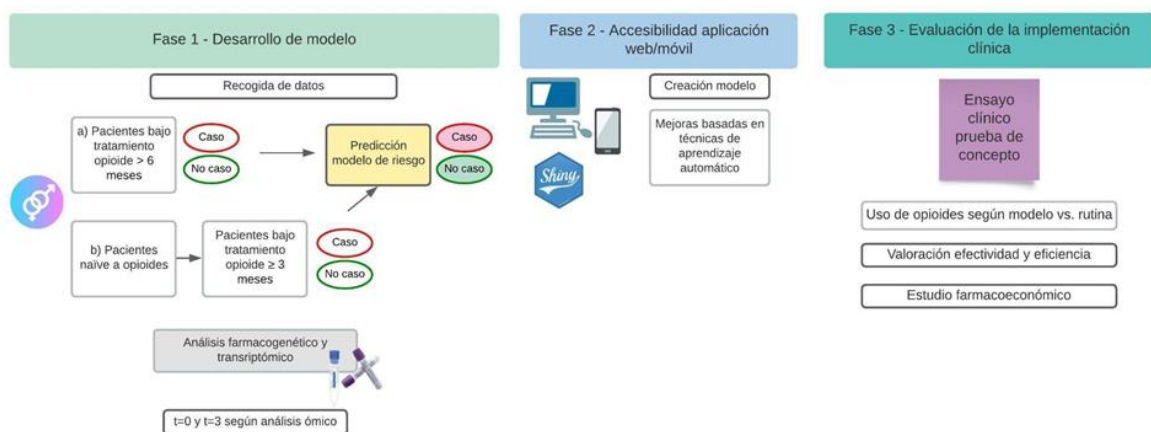 Fase 1 - Desarrollo de modelo
Recogida de datos
a) Pacientes bajo
tratamiento
opioide > 6
meses
Caso
No caso
Predicción
modelo de riesgo
Caso
No caso
b) Pacientes
naïve a opioides
Pacientes bajo
tratamiento
opioide ≥ 3
meses
Caso
No caso
Análisis farmacogenético y
transriptómico
t=0 y t=3 según análisis ómico
Fase 2 - Accesibilidad aplicación
web/móvil
Creación modelo
Mejoras basadas en
técnicas de
aprendizaje
automático
Shiny
Fase 3 - Evaluación de la implementación
clínica
Ensayo
clínico
prueba de
concepto
Uso de opioides según modelo vs. rutina
Valoración efectividad y eficiencia
Estudio farmacoeconómico